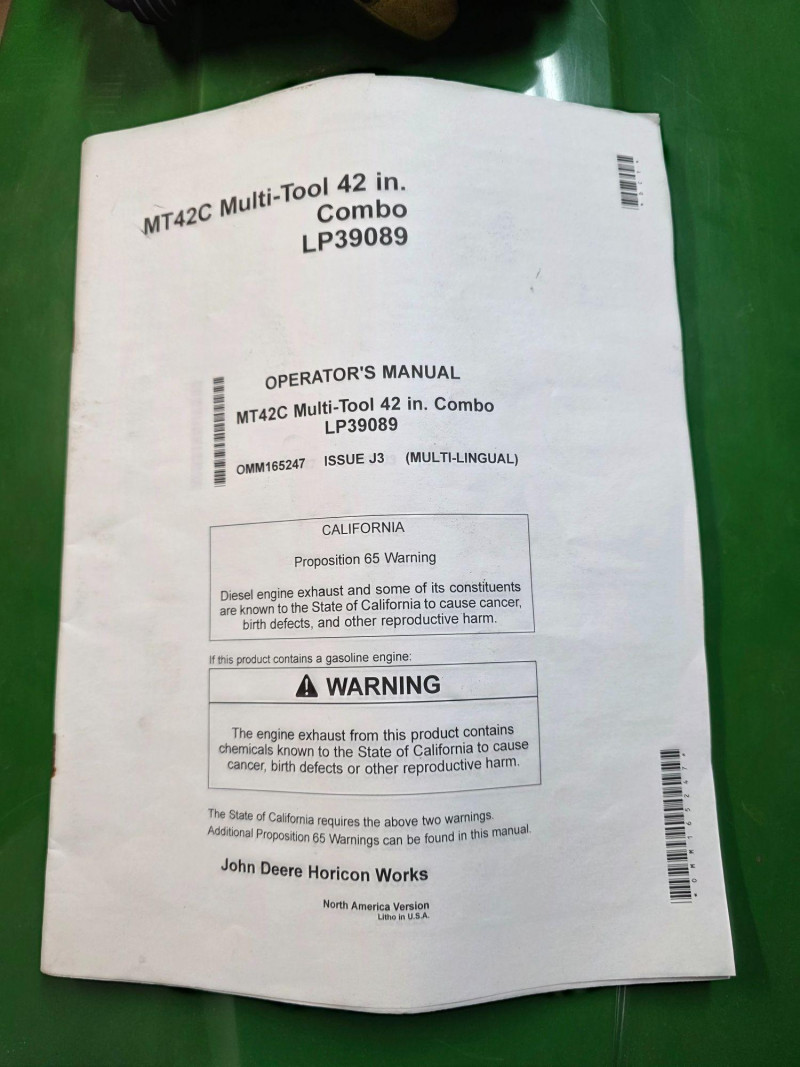 MT42C Multi-Tool 42 in.
Combo
LP39089
OPERATOR'S MANUAL
MT42C Multi-Tool 42 in. Combo
LP39089
OMM165247 ISSUE J3 (MULTI-LINGUAL)
CALIFORNIA
Proposition 65 Warning
Diesel engine exhaust and some of its constituents
are known to the State of California to cause cancer,
birth defects, and other reproductive harm.
If this product contains a gasoline engine:
WARNING
The engine exhaust from this product contains
chemicals known to the State of California to cause
cancer, birth defects or other reproductive harm.
The State of California requires the above two warnings.
Additional Proposition 65 Warnings can be found in this manual.
John Deere Horicon Works
North America Version
Litho in U.S.A.
*OMM165247*